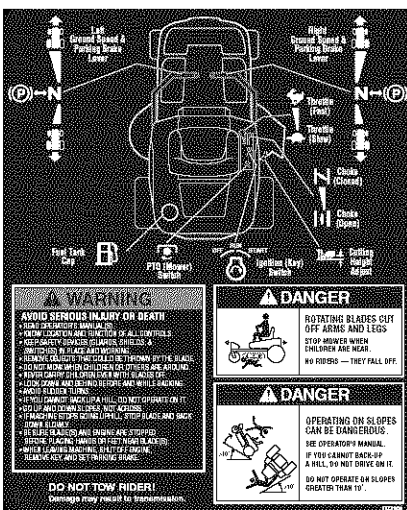 Left
Ground Speed &
Parking Brake
Lever
Right
Ground Speed &
Parking Brake
Lever
(P) N
N (P)
Throttle
(Fast)
Throttle
(Slow)
Choke
(Closed)
Choke
(Open)
Fuel Tank
Cap
PTO (Mower)
Switch
OFF RUN START
Ignition (Key)
Switch
Cutting
Height
Adjust
WARNING
AVOID SERIOUS INJURY OR DEATH
• READ OPERATOR'S MANUAL(S).
• KNOW LOCATION AND FUNCTION OF ALL CONTROLS.
• KEEP SAFETY DEVICES (GUARDS, SHIELDS, &
SWITCHES) IN PLACE AND WORKING.
• REMOVE OBJECTS THAT COULD BE THROWN BY THE BLADE.
• DO NOT MOW WHEN CHILDREN OR OTHERS ARE AROUND.
• NEVER CARRY CHILDREN EVEN WITH BLADES OFF.
• LOOK DOWN AND BEHIND BEFORE AND WHILE BACKING.
• AVOID SUDDEN TURNS.
• IF YOU CANNOT BACK UP A HILL, DO NOT OPERATE ON IT.
• GO UP AND DOWN SLOPES, NOT ACROSS.
• IF MACHINE STOPS GOING UPHILL, STOP BLADE AND BACK
DOWN SLOWLY.
• BE SURE BLADE(S) AND ENGINE ARE STOPPED
BEFORE PLACING HANDS OR FEET NEAR BLADE(S).
• WHEN LEAVING MACHINE, SHUT OFF ENGINE,
REMOVE KEY, AND SET PARKING BRAKE.
DO NOT TOW RIDER!
Damage may result to transmission.
DANGER
ROTATING BLADES CUT
OFF ARMS AND LEGS
STOP MOWER WHEN
CHILDREN ARE NEAR.
NO RIDERS — THEY FALL OFF.
DANGER
OPERATING ON SLOPES
CAN BE DANGEROUS.
SEE OPERATOR'S MANUAL.
IF YOU CANNOT BACK-UP
A HILL, DO NOT DRIVE ON IT.
DO NOT OPERATE ON SLOPES
GREATER THAN 10°.
>10°
>10°